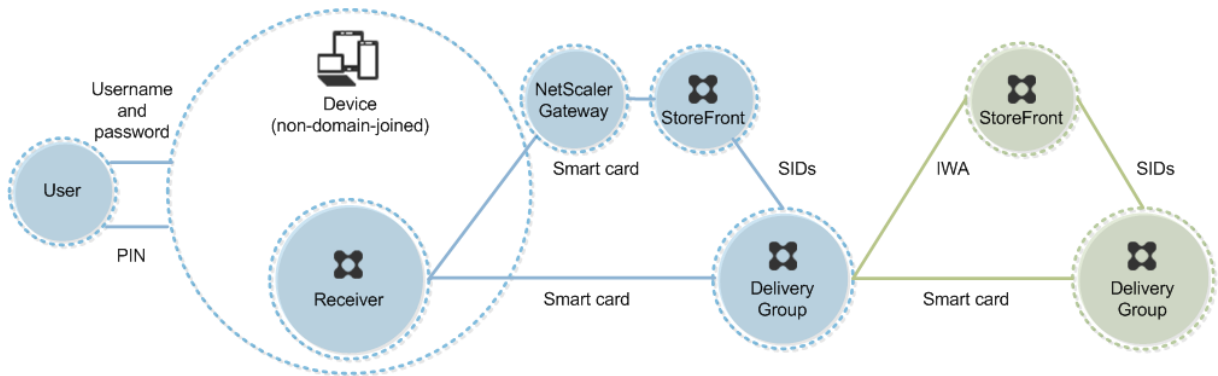 Username
and
password
User
PIN
Device
(non-domain-joined)
Receiver
NetScaler
Gateway
StoreFront
Smart card
SIDs
Smart card
Delivery
Group
IWA
StoreFront
SIDs
Smart card
Delivery
Group